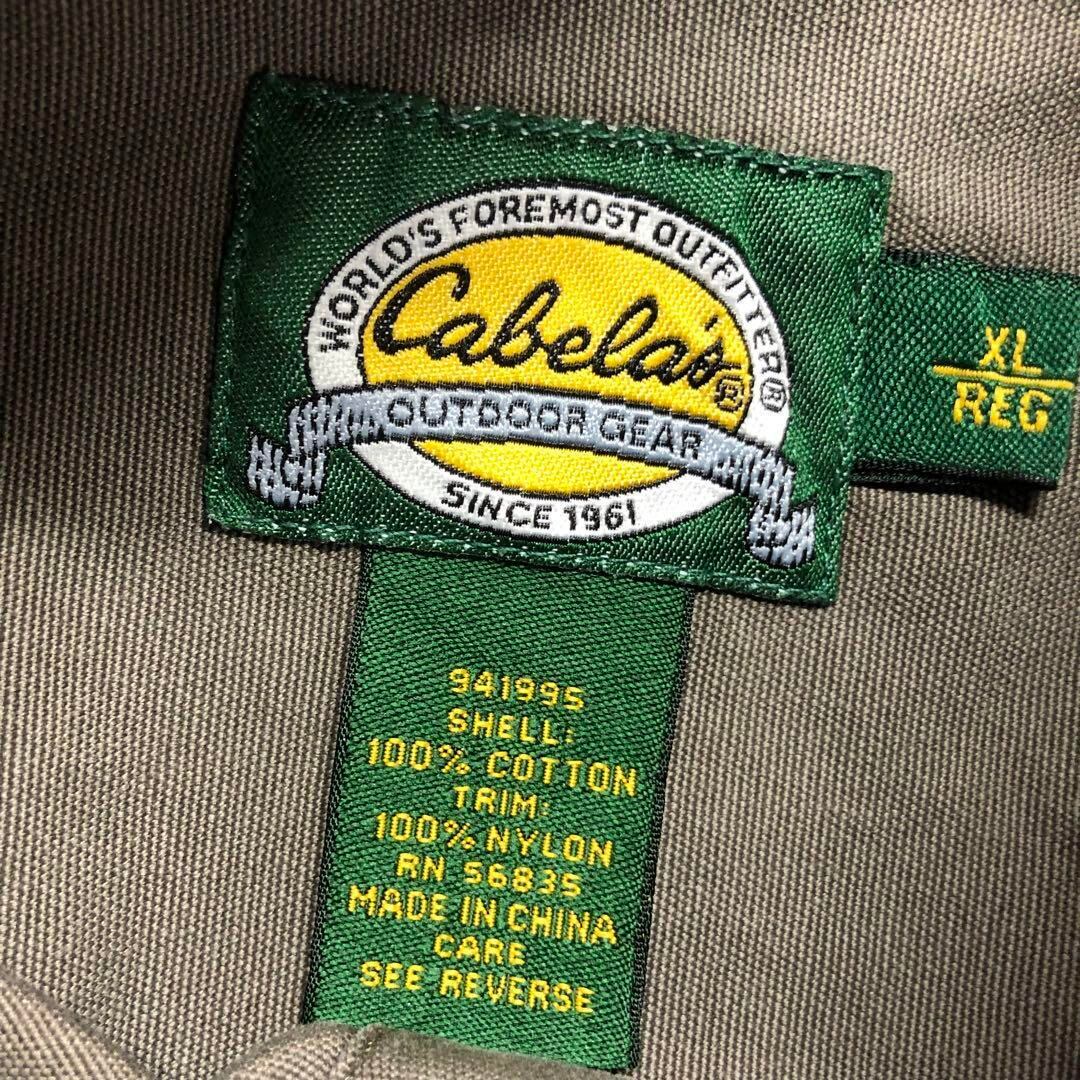 WORLD'S FOREMOST OUTFITTER®
Cabela's®
OUTDOOR GEAR
SINCE 1961
XL
REG
941995
SHELL:
100% COTTON
TRIM:
100% NYLON
RN 56835
MADE IN CHINA
CARE
SEE REVERSE